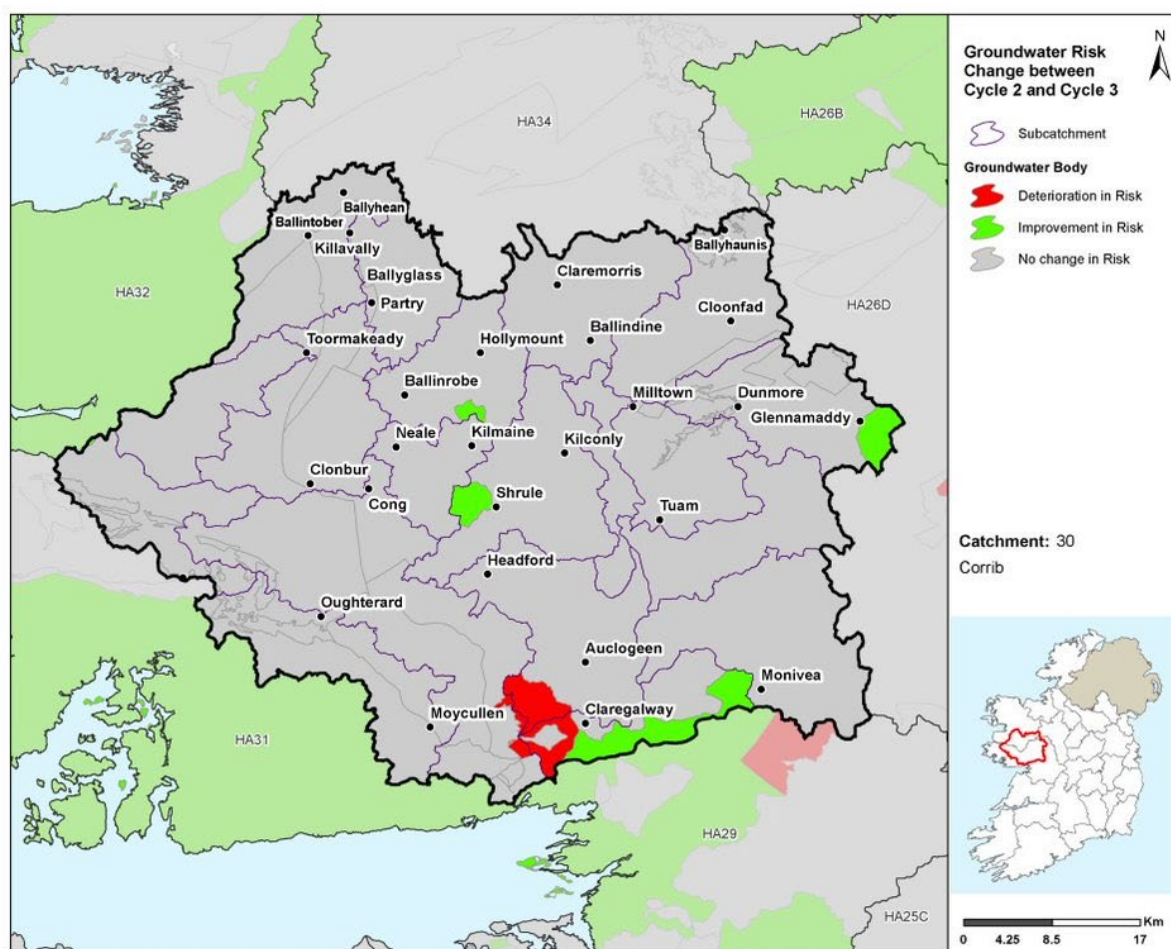 Groundwater Risk
Change between
Cycle 2 and Cycle 3
N
Subcatchment
Groundwater Body
Deterioration in Risk
Improvement in Risk
No change in Risk
Catchment: 30
Corrib
Km
0 4.25 8.5 17
HA34
HA26B
HA32
HA26D
HA31
HA29
HA25C
Ballyhean
Ballintober
Killavally
Ballyhaunis
Ballyglass
Claremorris
Partry
Cloonfad
Toormakeady
Hollymount
Ballindine
Ballinrobe
Milltown
Dunmore
Glennamaddy
Neale
Kilmaine
Kilconly
Clonbur
Cong
Shrule
Tuam
Headford
Oughterard
Auclogeen
Monivea
Moycullen
Claregalway